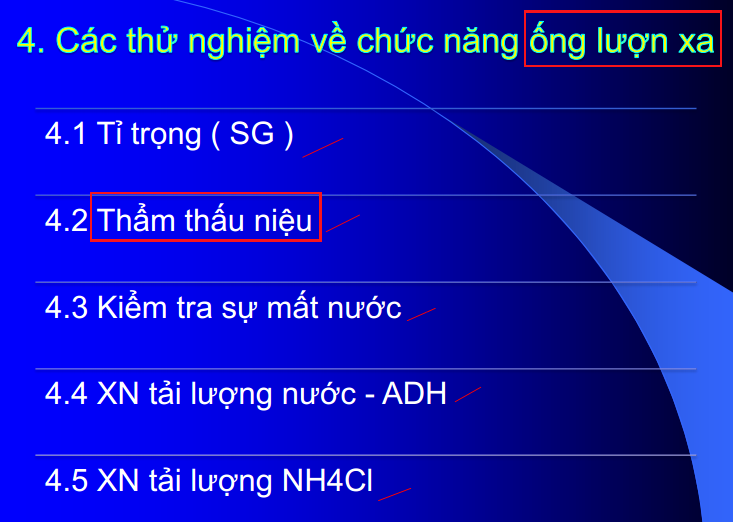 4. Các thử nghiệm về chức năng ống lượn xa
4.1 Tỉ trọng ( SG )
4.2 Thẩm thấu niệu
4.3 Kiểm tra sự mất nước
4.4 XN tải lượng nước - ADH
4.5 XN tải lượng NH4Cl